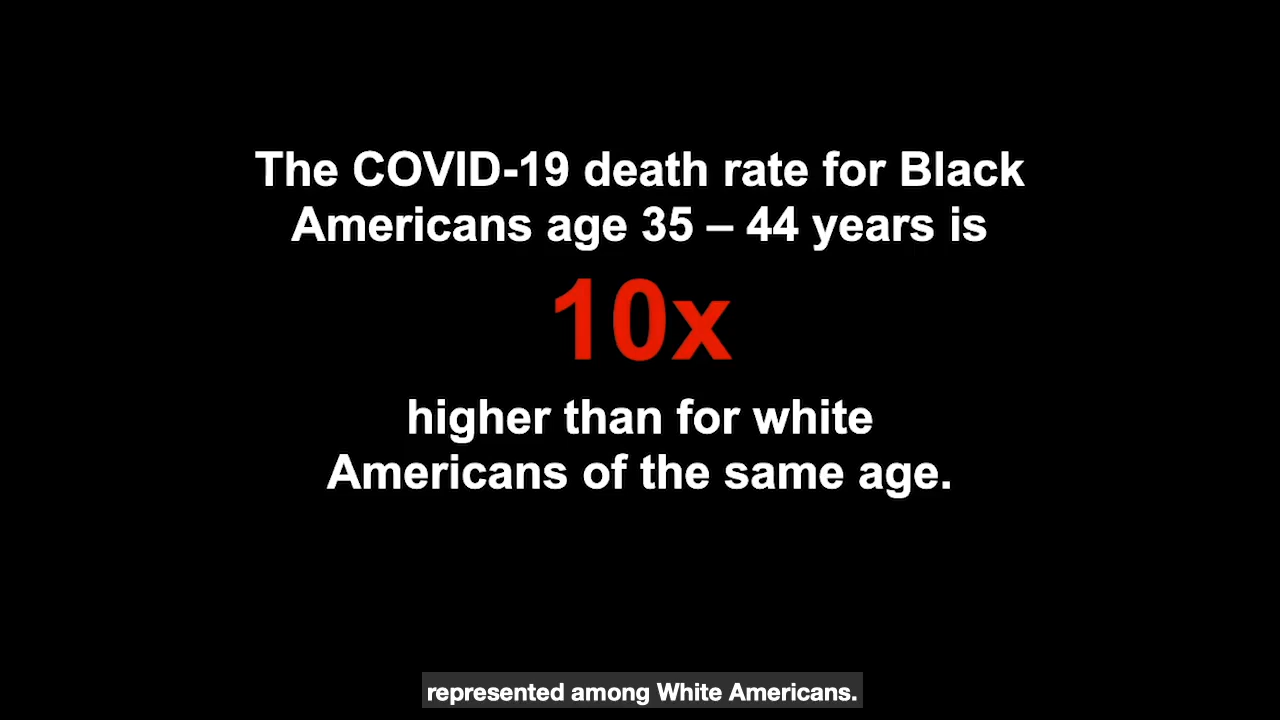 The COVID-19 death rate for Black
Americans age 35 – 44 years is
10x
higher than for white
Americans of the same age.
represented among White Americans.